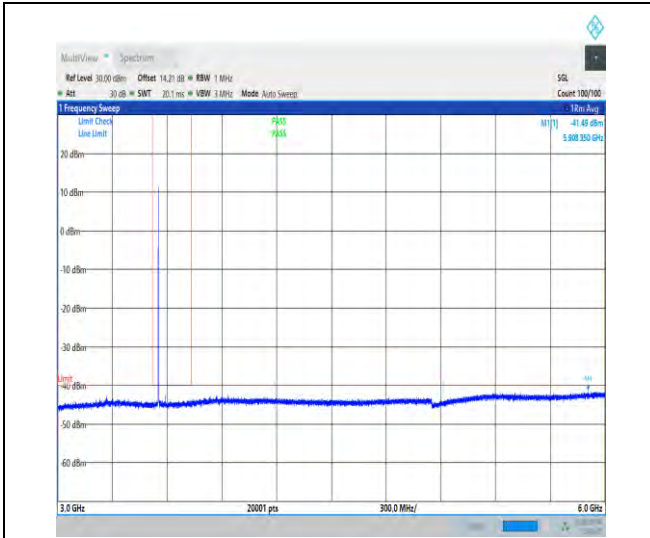 MultiView Spectrum
Ref Level 30.00 dBm Offset 14.21 dB RBW 1 MHz SGL
Att 30 dB SWT 20.1 ms VBW 3 MHz Mode Auto Sweep Count 100/100
1 Frequency Sweep 1Rm Avg
Limit Check PASS M1[1] -41.49 dBm
Line Limit PASS 5.908 350 GHz
20 dBm
10 dBm
0 dBm
-10 dBm
-20 dBm
-30 dBm
Limit
-40 dBm
M1
-50 dBm
-60 dBm
3.0 GHz 20001 pts 300.0 MHz/ 6.0 GHz